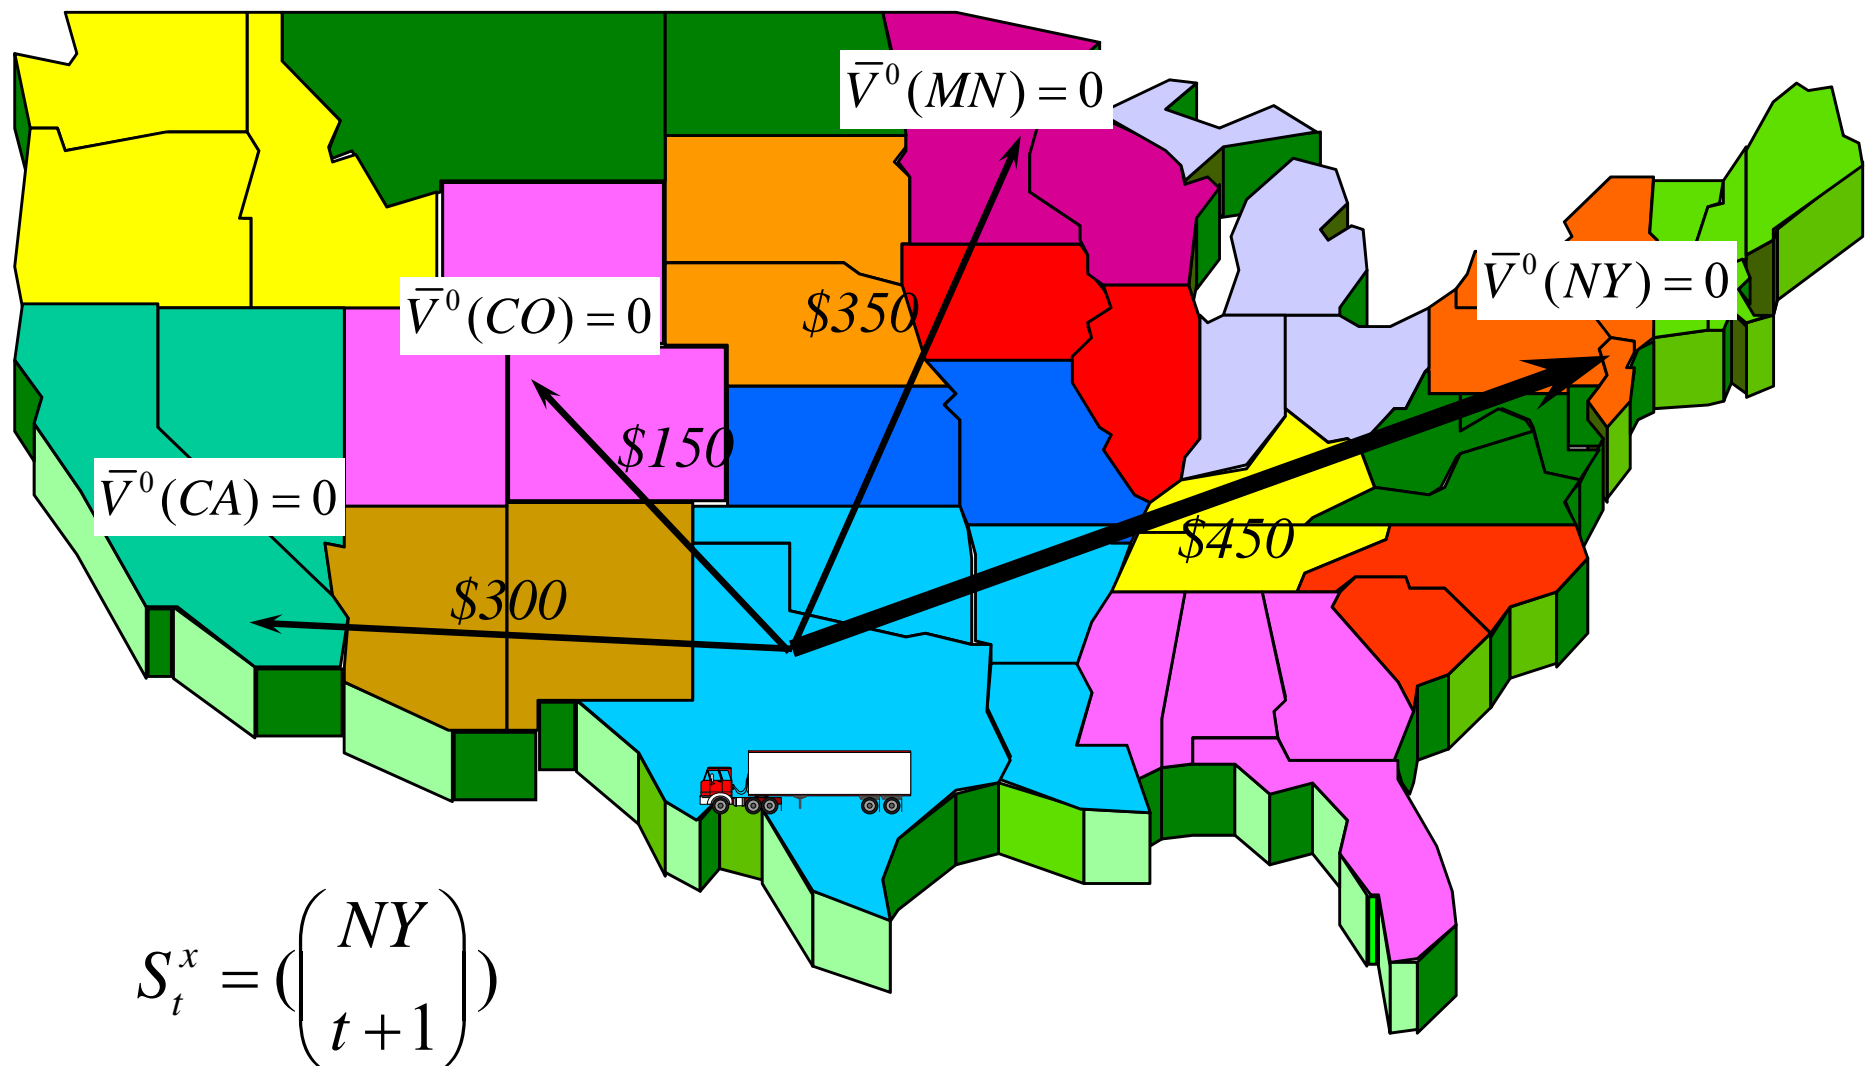 V̅⁰(MN) = 0
V̅⁰(NY) = 0
V̅⁰(CO) = 0
$350
$150
V̅⁰(CA) = 0
$450
$300
Sₜˣ = ((NY
t + 1))